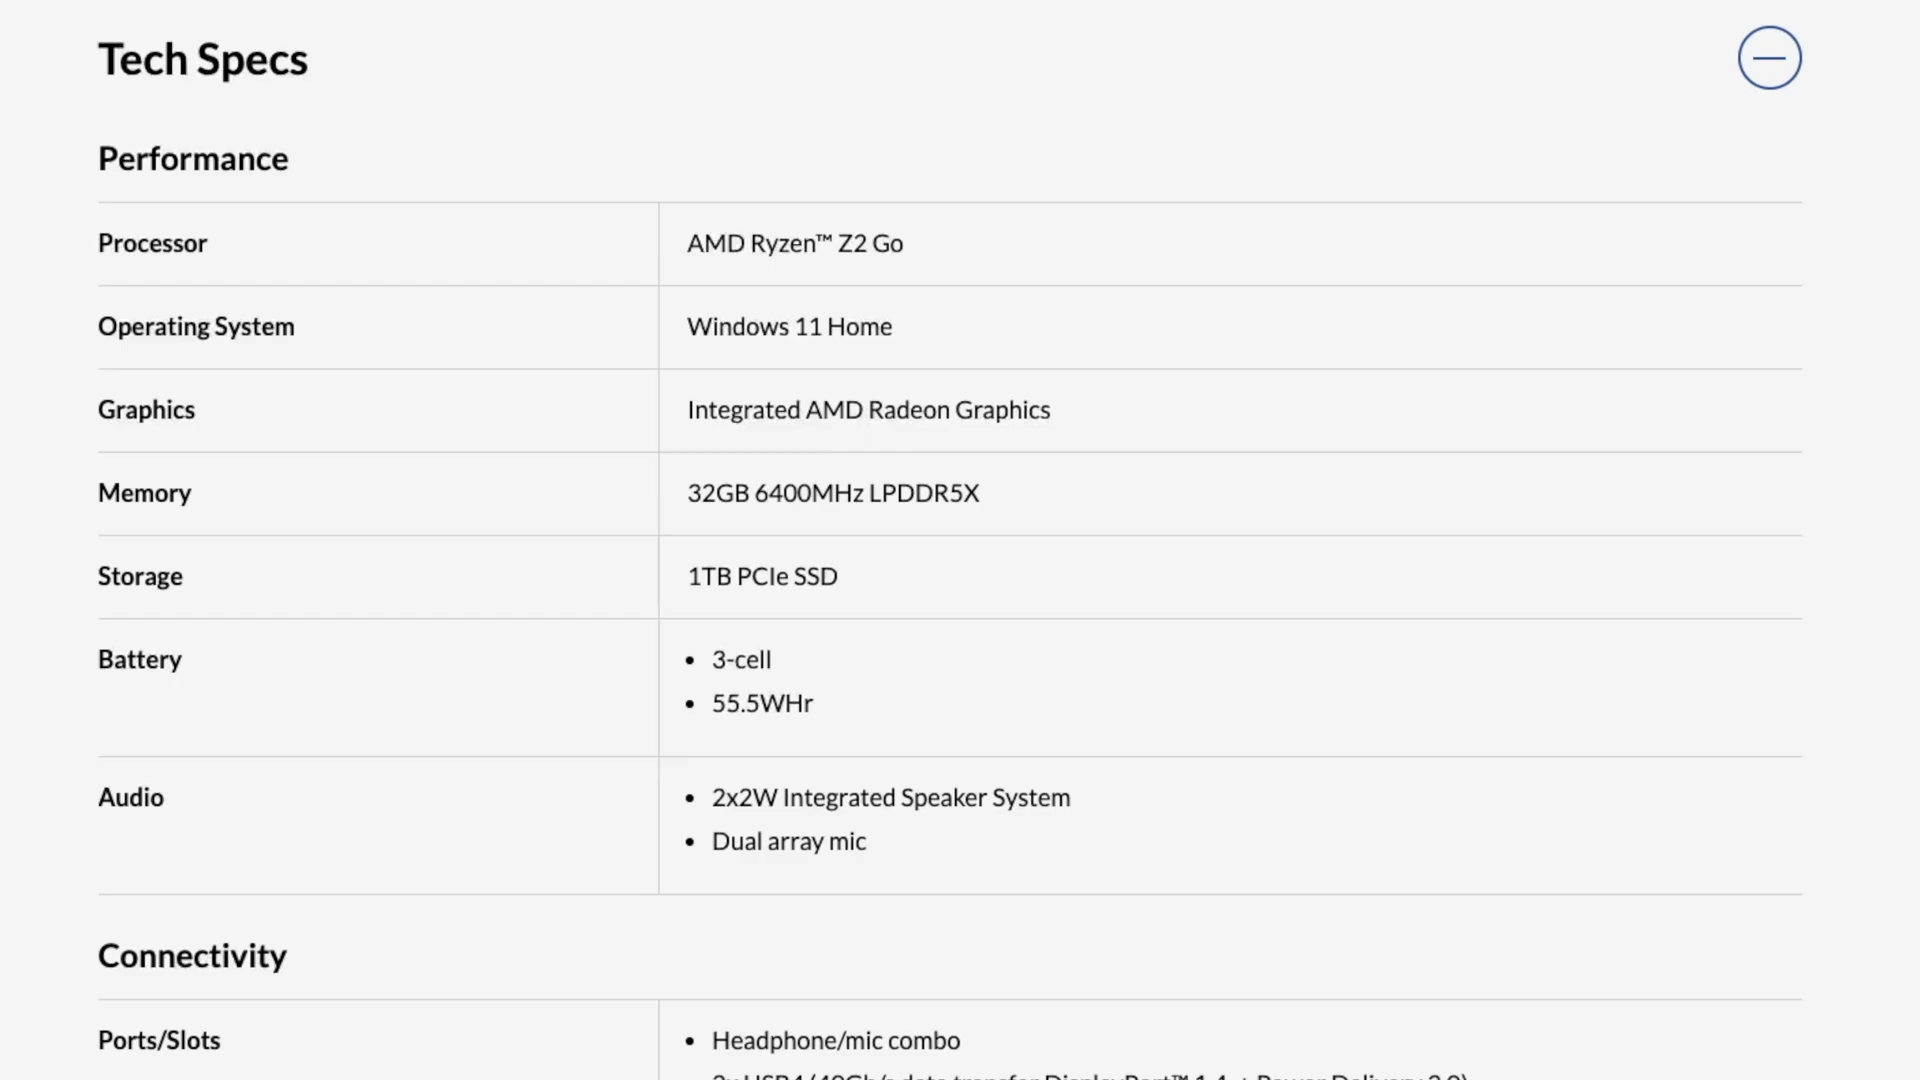 Tech Specs
Performance
Processor
AMD Ryzen™ Z2 Go
Operating System
Windows 11 Home
Graphics
Integrated AMD Radeon Graphics
Memory
32GB 6400MHz LPDDR5X
Storage
1TB PCIe SSD
Battery
• 3-cell
• 55.5WHr
Audio
• 2x2W Integrated Speaker System
• Dual array mic
Connectivity
Ports/Slots
• Headphone/mic combo